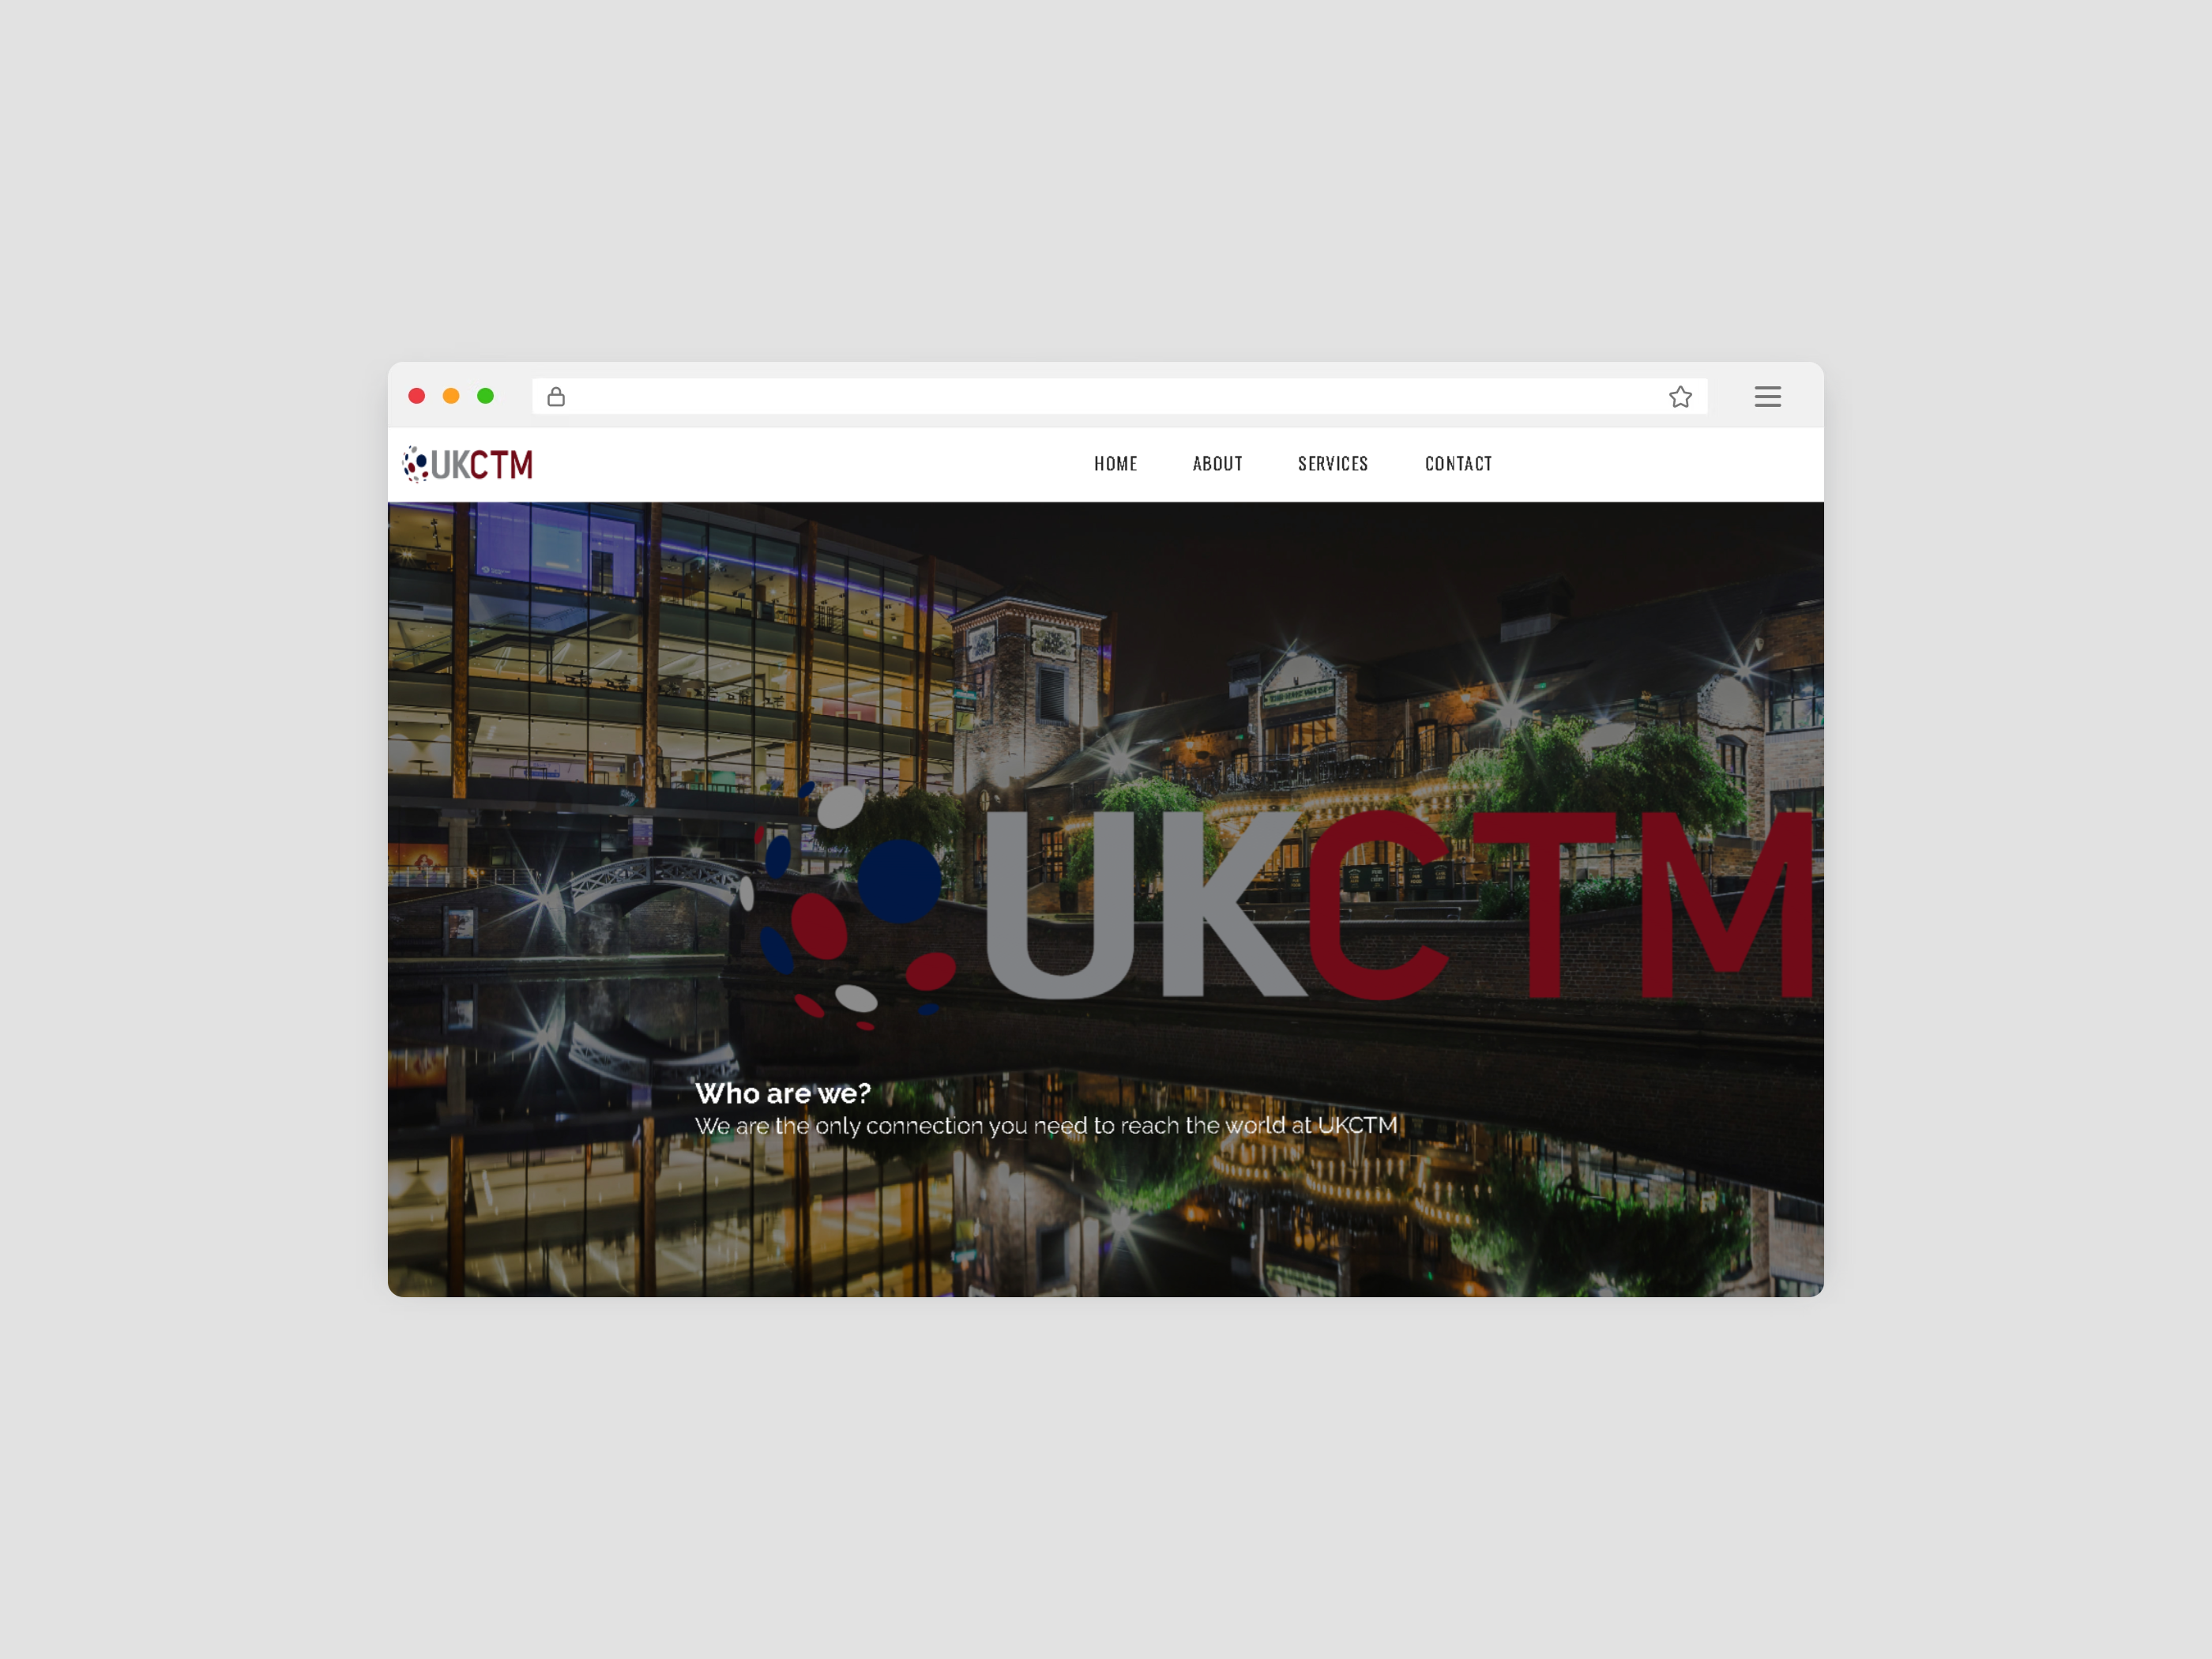 UKCTM
HOME ABOUT SERVICES CONTACT
UKCTM
Who are we?
We are the only connection you need to reach the world at UKCTM